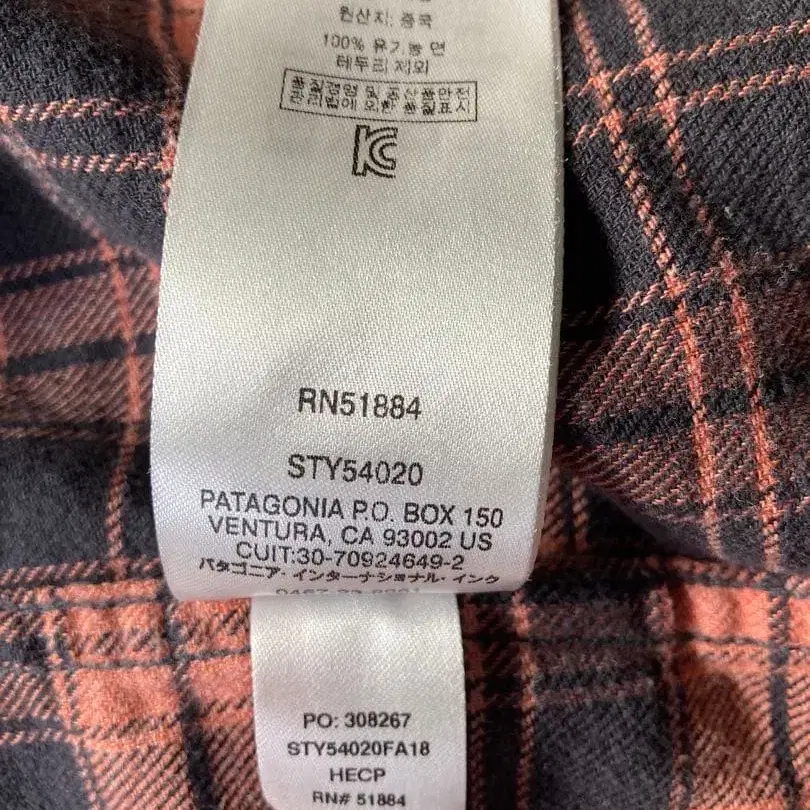 원산지: 중국
100% 유기농 면
테두리 제외
품질경영 및 공산품안전
관리법에 의한 품질표시
RN51884
STY54020
PATAGONIA P.O. BOX 150
VENTURA, CA 93002 US
CUIT:30-70924649-2
パタゴニア・インターナショナル・インク
PO: 308267
STY54020FA18
HECP
RN# 51884